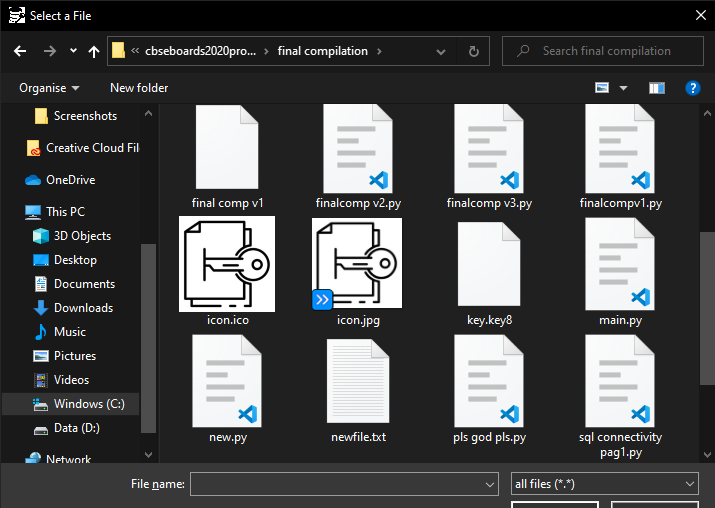 Select a File
cbseboards2020pro...
final compilation
Search final compilation
Organise
New folder
Screenshots
Creative Cloud Fil
OneDrive
This PC
3D Objects
Desktop
Documents
Downloads
Music
Pictures
Videos
Windows (C:)
Data (D:)
Network
final comp v1
finalcomp v2.py
finalcomp v3.py
finalcompv1.py
icon.ico
icon.jpg
key.key8
main.py
new.py
newfile.txt
pls god pls.py
sql connectivity
pag1.py
File name:
all files (*.*)